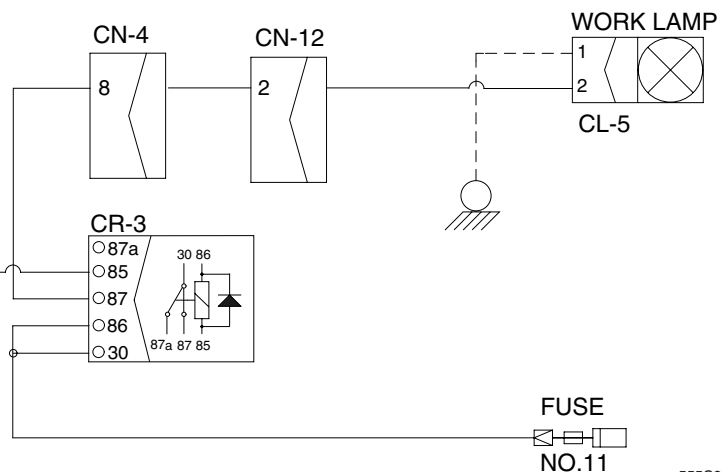 WORK LAMP
CN-4
CN-12
1
8
2
2
CL-5
CR-3
87a
30 86
85
87
86
87a 87 85
30
FUSE
NO.11